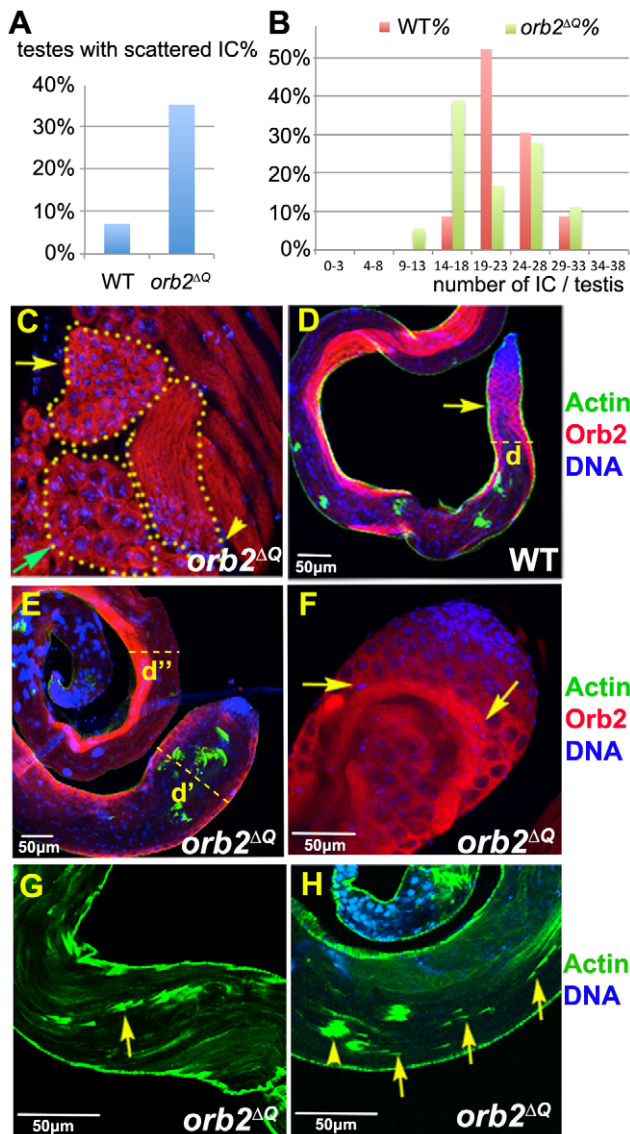 A
testes with scattered IC%
40%
30%
20%
10%
0%
WT orb2ΔQ
B
WT% orb2ΔQ%
50%
40%
30%
20%
10%
0%
0-3 4-8 9-13 14-18 19-23 24-28 29-33 34-38
number of IC / testis
C
orb2ΔQ
D
d
50µm
WT
Actin
Orb2
DNA
E
d''
d'
50µm
orb2ΔQ
F
50µm
orb2ΔQ
Actin
Orb2
DNA
G
50µm
orb2ΔQ
H
50µm
orb2ΔQ
Actin
DNA